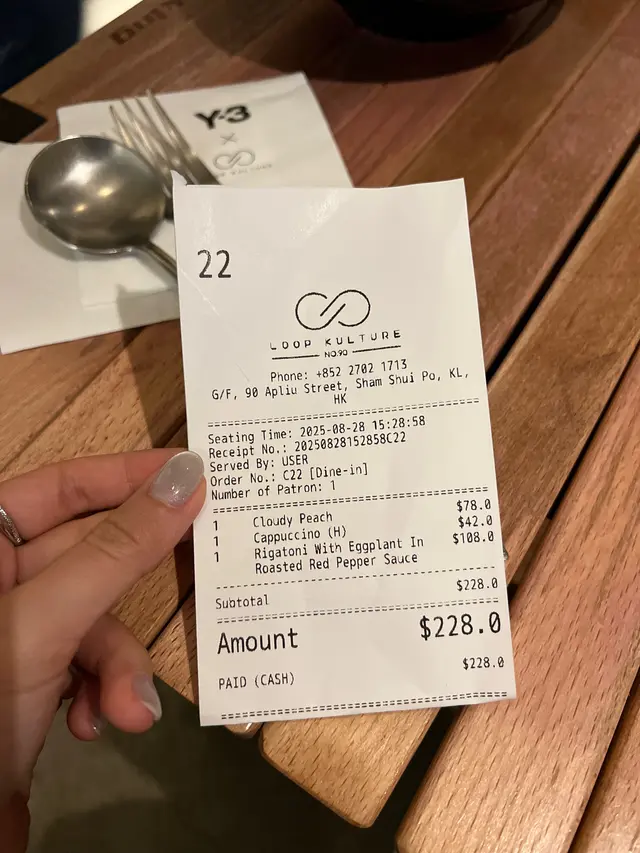 Y-3
×
LOOP KULTURE
22
LOOP KULTURE
NO.90
Phone: +852 2702 1713
G/F, 90 Apliu Street, Sham Shui Po, KL,
HK
Seating Time: 2025-08-28 15:28:58
Receipt No.: 20250828152858C22
Served By: USER
Order No.: C22 [Dine-in]
Number of Patron: 1
1 Cloudy Peach $78.0
1 Cappuccino (H) $42.0
1 Rigatoni With Eggplant In $108.0
Roasted Red Pepper Sauce
Subtotal $228.0
Amount $228.0
PAID (CASH) $228.0